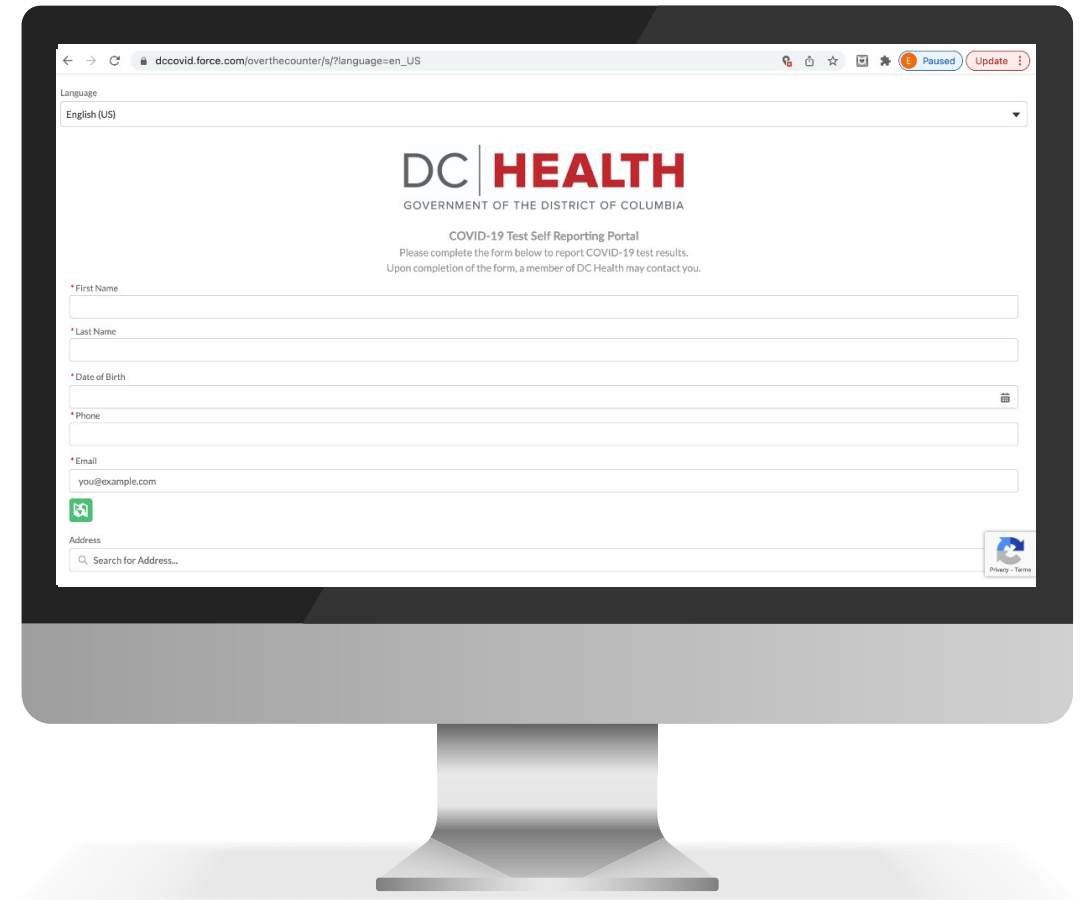 dccovid.force.com/overthecounter/s/?language=en_US E Paused Update
Language
English (US)
DC HEALTH
GOVERNMENT OF THE DISTRICT OF COLUMBIA
COVID-19 Test Self Reporting Portal
Please complete the form below to report COVID-19 test results.
Upon completion of the form, a member of DC Health may contact you.
*First Name
*Last Name
*Date of Birth
*Phone
*Email
you@example.com
Address
Search for Address...
Privacy - Terms